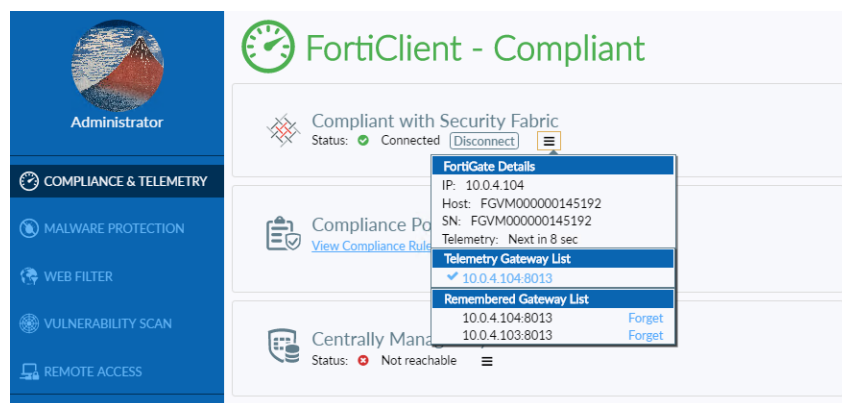 FortiClient - Compliant
Administrator
Compliant with Security Fabric
Status: Connected Disconnect
FortiGate Details
IP: 10.0.4.104
Host: FGVM000000145192
SN: FGVM000000145192
Telemetry: Next in 8 sec
Telemetry Gateway List
10.0.4.104:8013
Remembered Gateway List
10.0.4.104:8013 Forget
10.0.4.103:8013 Forget
COMPLIANCE & TELEMETRY
MALWARE PROTECTION
WEB FILTER
VULNERABILITY SCAN
REMOTE ACCESS
Compliance Po
View Compliance Rule
Centrally Mana
Status: Not reachable